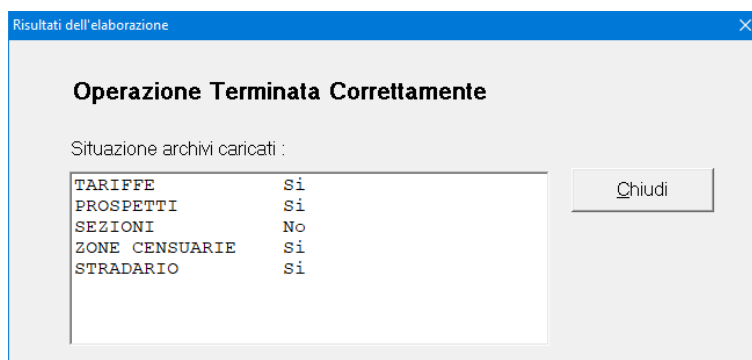 Risultati dell'elaborazione
Operazione Terminata Correttamente
Situazione archivi caricati :
TARIFFE Si
PROSPETTI Si
SEZIONI No
ZONE CENSUARIE Si
STRADARIO Si
Chiudi